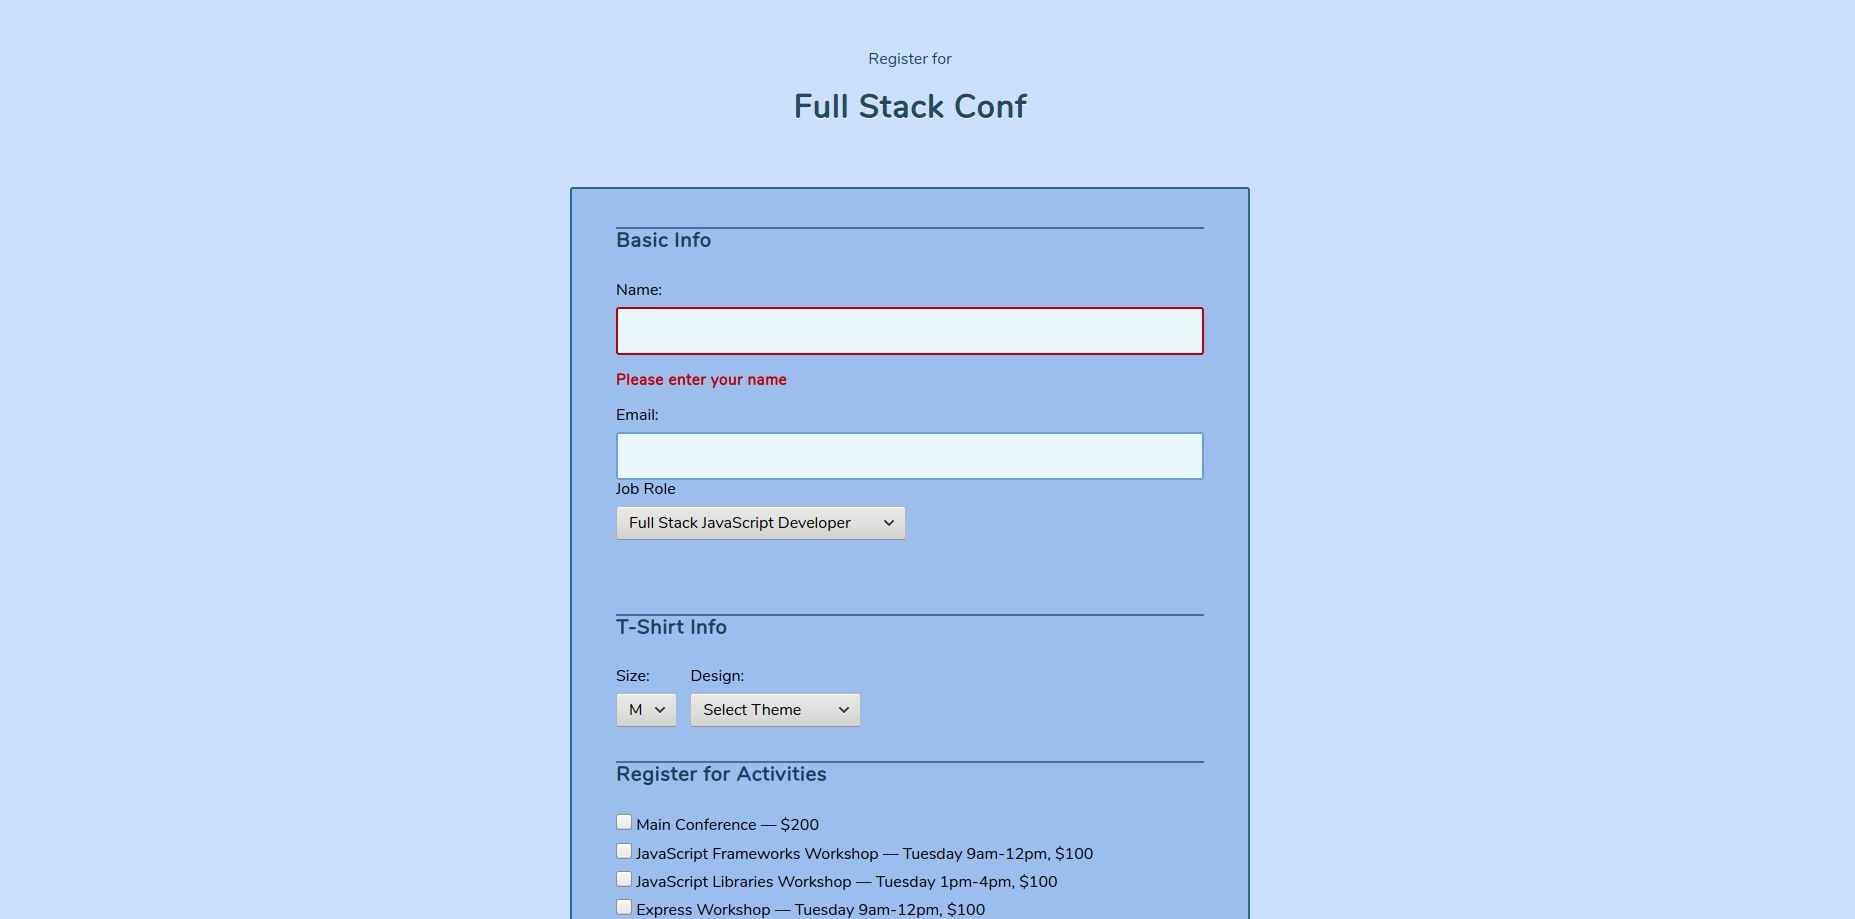 Register for
Full Stack Conf
Basic Info
Name:
Please enter your name
Email:
Job Role
Full Stack JavaScript Developer
T-Shirt Info
Size: Design:
M Select Theme
Register for Activities
Main Conference — $200
JavaScript Frameworks Workshop — Tuesday 9am-12pm, $100
JavaScript Libraries Workshop — Tuesday 1pm-4pm, $100
Express Workshop — Tuesday 9am-12pm, $100